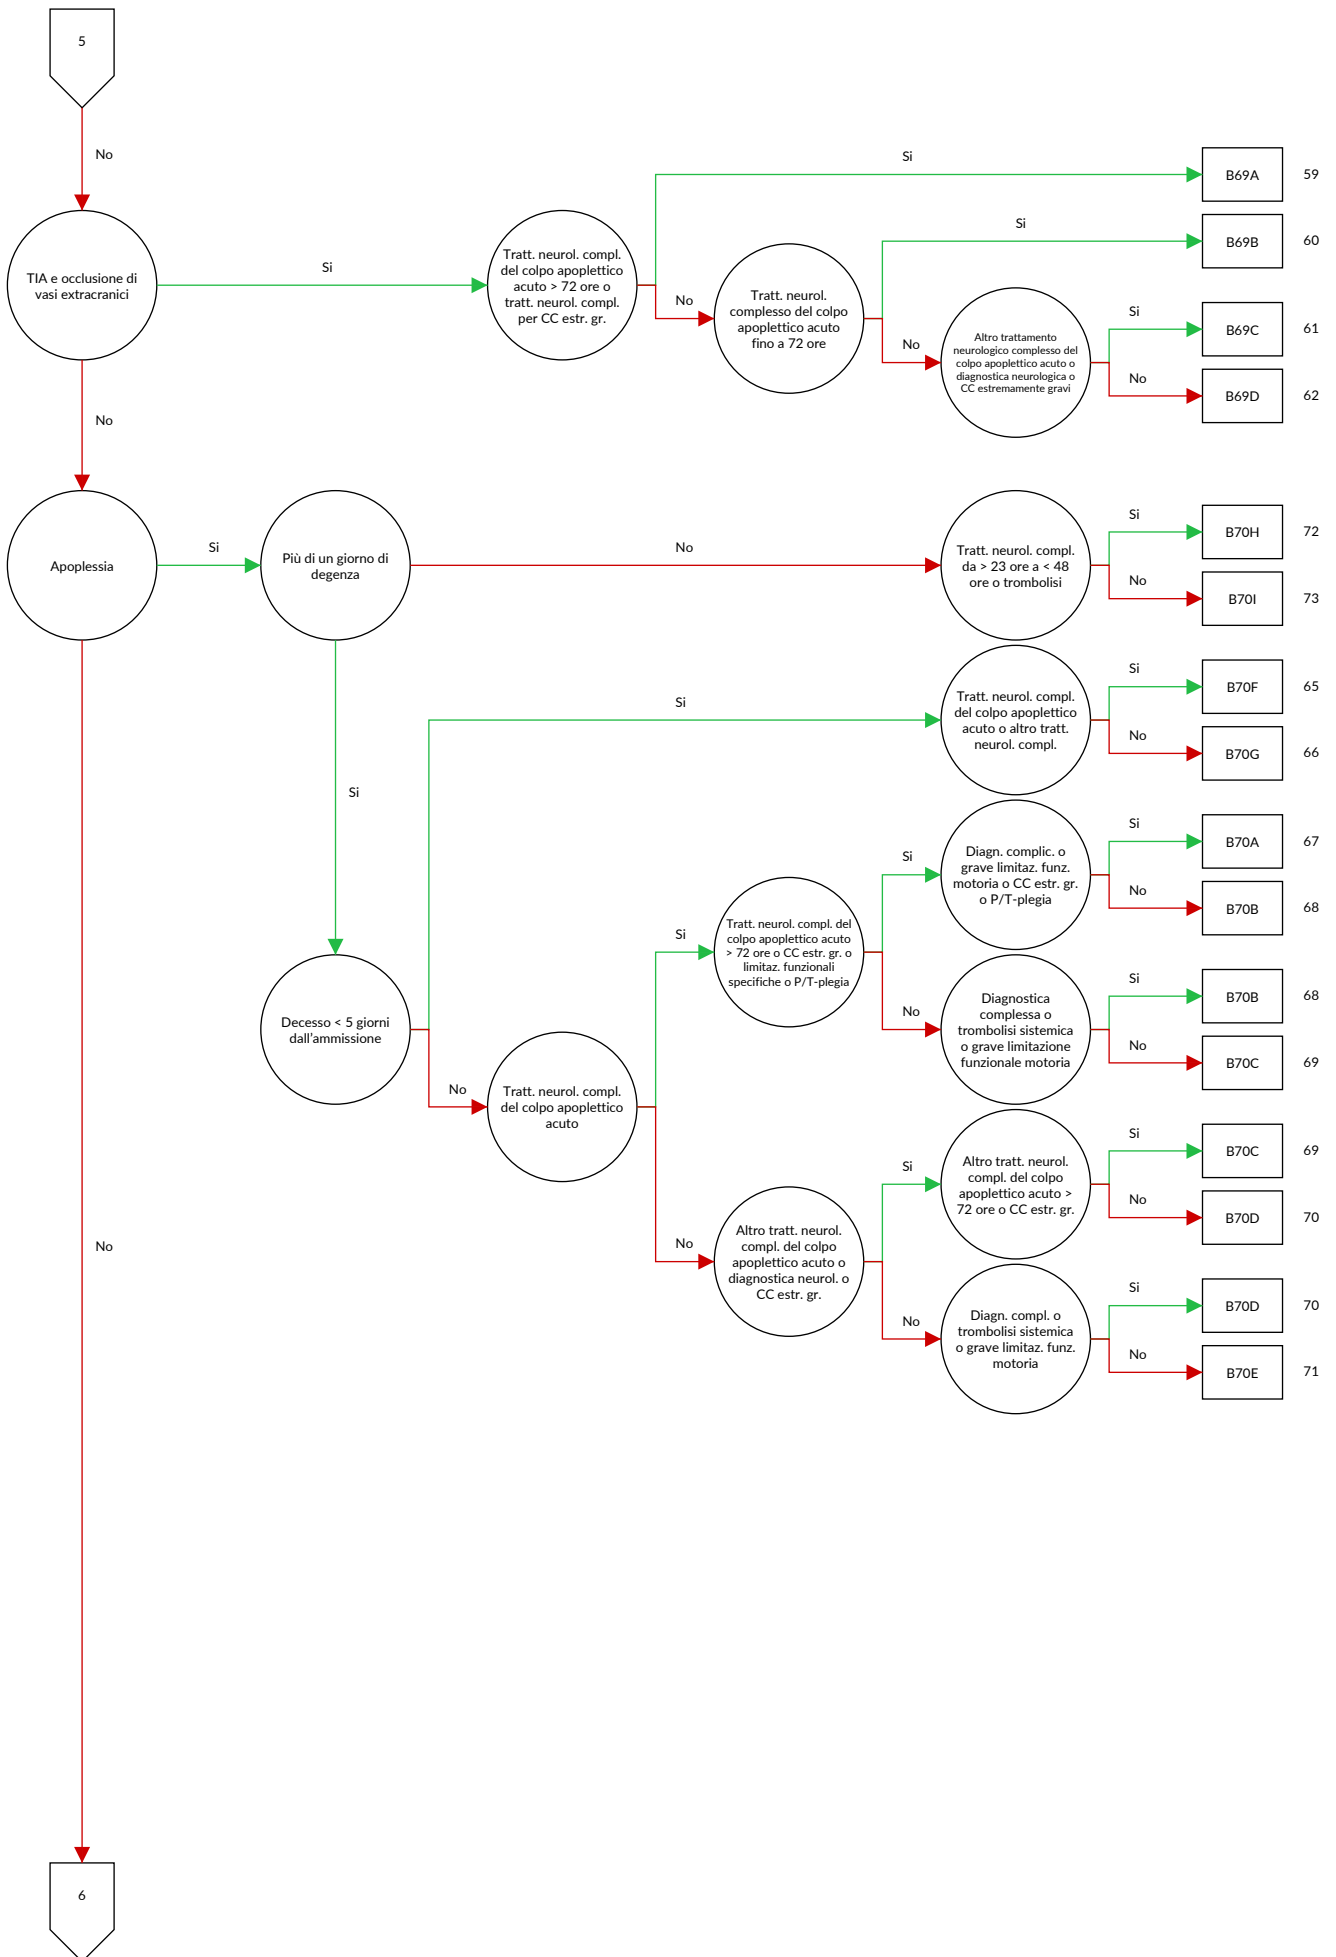 5
No
Si
B69A
59
Si
B69B
60
TIA e occlusione di
vasi extracranici
Si
Tratt. neurol. compl.
del colpo apoplettico
acuto > 72 ore o
tratt. neurol. compl.
per CC estr. gr.
No
Tratt. neurol.
complesso del colpo
apoplettico acuto
fino a 72 ore
No
Altro trattamento
neurologico complesso del
colpo apoplettico acuto o
diagnostica neurologica o
CC estremamente gravi
Si
B69C
61
No
B69D
62
No
Apoplessia
Si
Più di un giorno di
degenza
No
Tratt. neurol. compl.
da > 23 ore a < 48
ore o trombolisi
Si
B70H
72
No
B70I
73
Si
Si
Tratt. neurol. compl.
del colpo apoplettico
acuto o altro tratt.
neurol. compl.
Si
B70F
65
No
B70G
66
Decesso < 5 giorni
dall'ammissione
No
Tratt. neurol. compl.
del colpo apoplettico
acuto
Si
Tratt. neurol. compl. del
colpo apoplettico acuto
> 72 ore o CC estr. gr. o
limitaz. funzionali
specifiche o P/T-plegia
Si
Diagn. complic. o
grave limitaz. funz.
motoria o CC estr. gr.
o P/T-plegia
Si
B70A
67
No
B70B
68
No
Diagnostica
complessa o
trombolisi sistemica
o grave limitazione
funzionale motoria
Si
B70B
68
No
B70C
69
No
Altro tratt. neurol.
compl. del colpo
apoplettico acuto o
diagnostica neurol. o
CC estr. gr.
Si
Altro tratt. neurol.
compl. del colpo
apoplettico acuto >
72 ore o CC estr. gr.
Si
B70C
69
No
B70D
70
No
Diagn. compl. o
trombolisi sistemica
o grave limitaz. funz.
motoria
Si
B70D
70
No
B70E
71
No
6